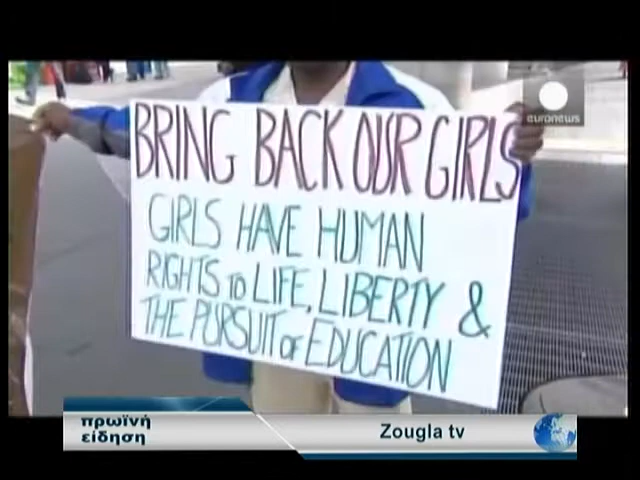 euronews
BRING BACK OUR GIRLS
GIRLS HAVE HUMAN
RIGHTS to LIFE, LIBERTY &
THE PURSUIT of EDUCATION
πρωϊνή
είδηση
Zougla tv